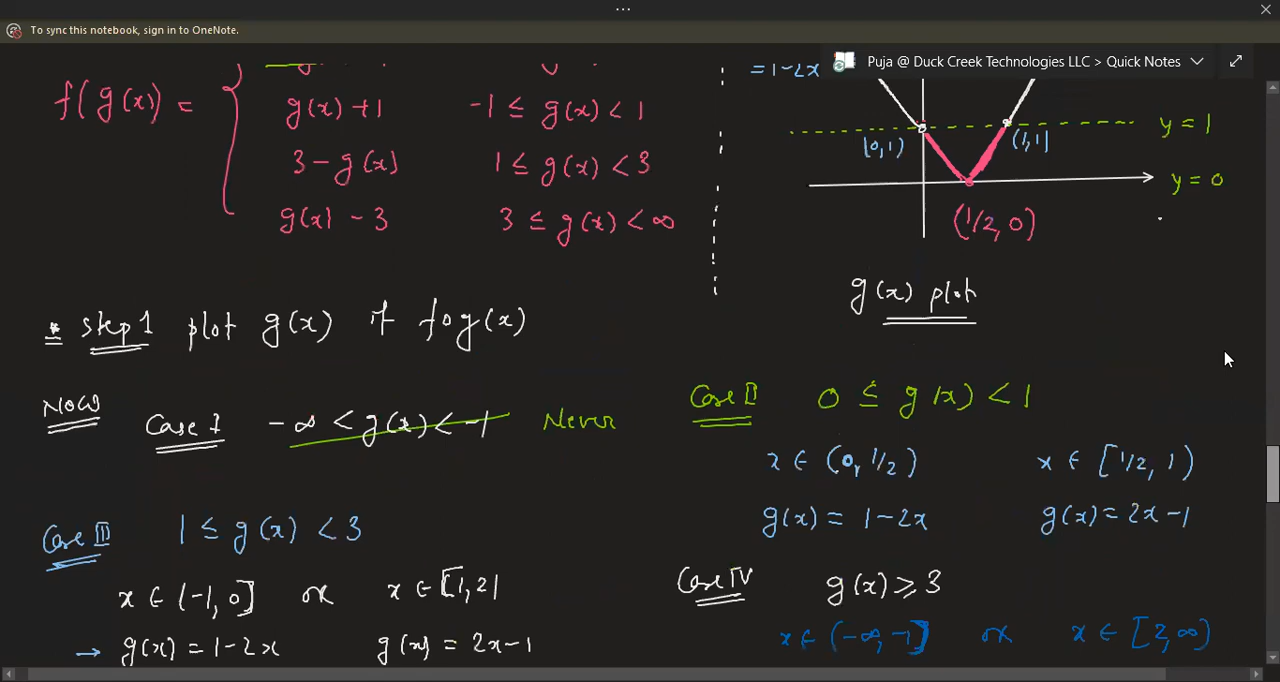 To sync this notebook, sign in to OneNote.
Puja @ Duck Creek Technologies LLC > Quick Notes
= 1-2x
f(g(x) =
g(x) + 1 -1 ≤ g(x) < 1
3 - g(x) 1 ≤ g(x) < 3
g(x) - 3 3 ≤ g(x) < ∞
y = 1
(0,1) (1,1)
y = 0
(1/2, 0)
g(x) plot
* step 1 plot g(x) if fog(x)
Now Case I - ∞ < g(x) < -1 Never
Case II 0 ≤ g(x) < 1
x ∈ (0, 1/2) x ∈ [1/2, 1)
g(x) = 1 - 2x g(x) = 2x - 1
Case III 1 ≤ g(x) < 3
x ∈ (-1, 0] or x ∈ [1, 2)
→ g(x) = 1-2x g(x) = 2x-1
Case IV g(x) ≥ 3
x ∈ (-∞, -1] or x ∈ [2, ∞)